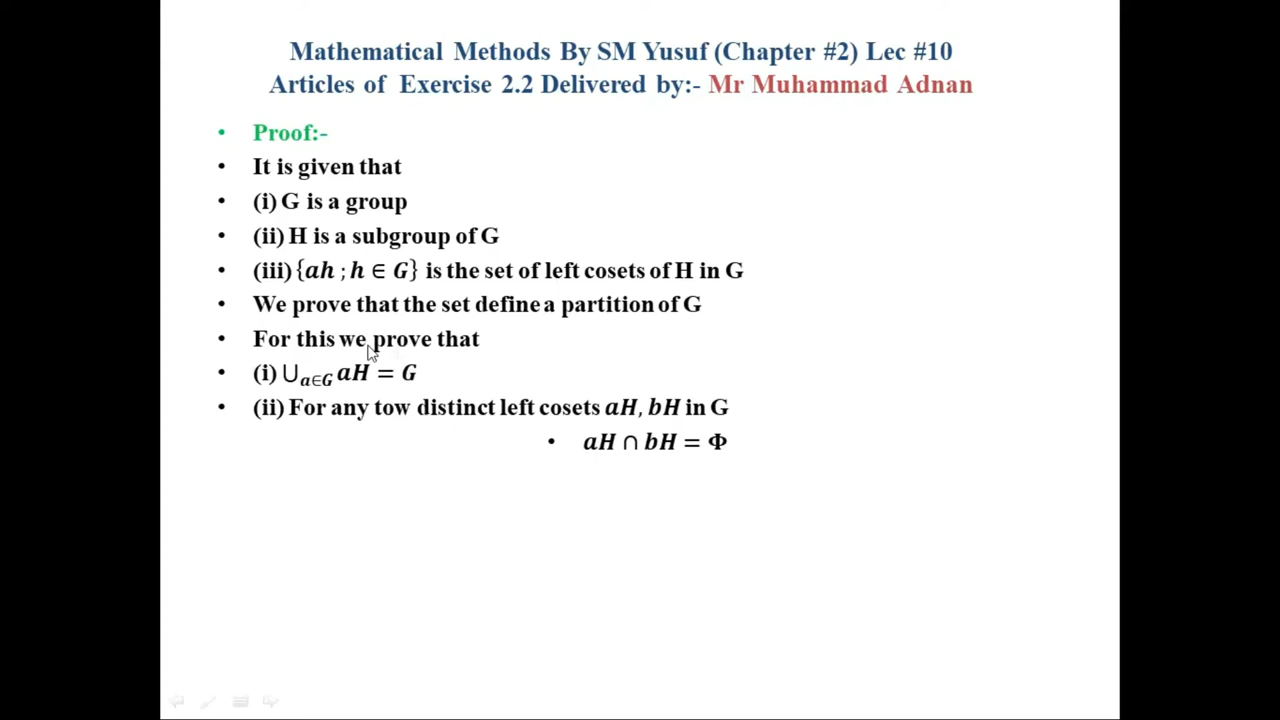 Mathematical Methods By SM Yusuf (Chapter #2) Lec #10
Articles of Exercise 2.2 Delivered by:- Mr Muhammad Adnan
• Proof:-
• It is given that
• (i) G is a group
• (ii) H is a subgroup of G
• (iii) {ah ; h ∈ G} is the set of left cosets of H in G
• We prove that the set define a partition of G
• For this we prove that
• (i) ⋃a∈G aH = G
• (ii) For any tow distinct left cosets aH, bH in G
• aH ∩ bH = Φ